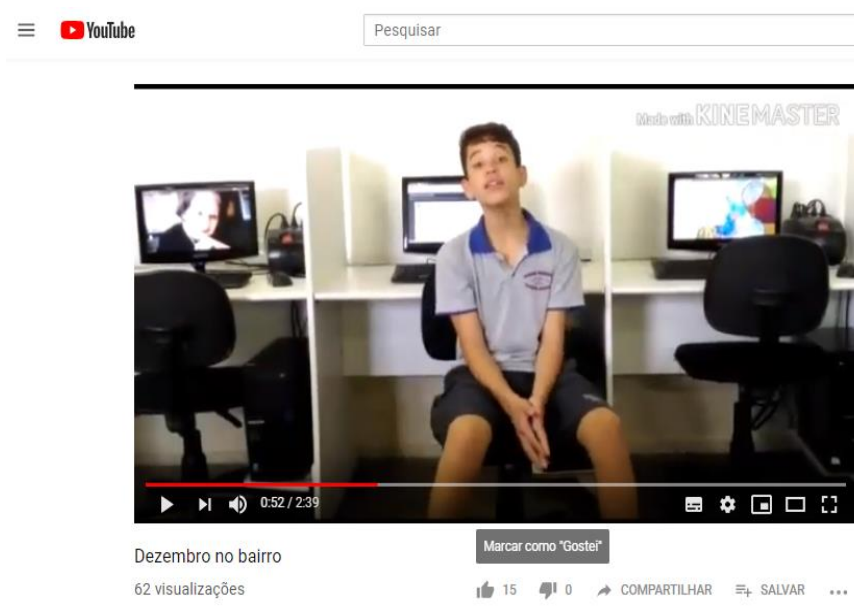 YouTube
Pesquisar
Made with KINEMASTER
0:52 / 2:39
Marcar como "Gostei"
Dezembro no bairro
62 visualizações
15
0
COMPARTILHAR
SALVAR